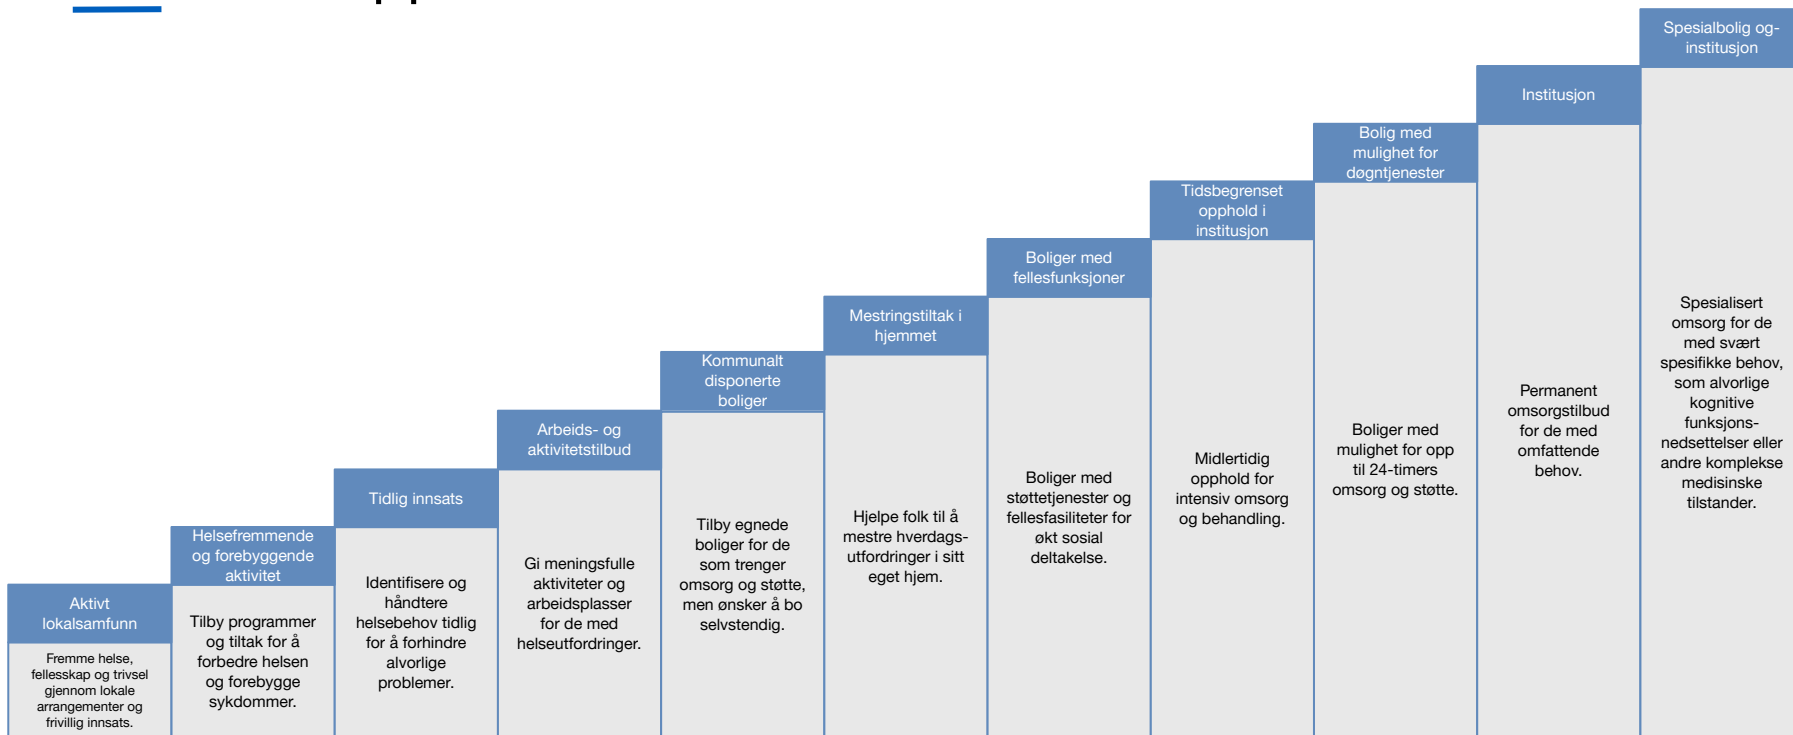 Aktivt
lokalsamfunn
Fremme helse,
fellesskap og trivsel
gjennom lokale
arrangementer og
frivillig innsats.
Helsefremmende
og forebyggende
aktivitet
Tilby programmer
og tiltak for å
forbedre helsen
og forebygge
sykdommer.
Tidlig innsats
Identifisere og
håndtere
helsebehov tidlig
for å forhindre
alvorlige
problemer.
Arbeids- og
aktivitetstilbud
Gi meningsfulle
aktiviteter og
arbeidsplasser
for de med
helseutfordringer.
Kommunalt
disponerte
boliger
Tilby egnede
boliger for de
som trenger
omsorg og støtte,
men ønsker å bo
selvstendig.
Mestringstiltak i
hjemmet
Hjelpe folk til å
mestre hverdags-
utfordringer i sitt
eget hjem.
Boliger med
fellesfunksjoner
Boliger med
støttetjenester og
fellesfasiliteter for
økt sosial
deltakelse.
Tidsbegrenset
opphold i
institusjon
Midlertidig
opphold for
intensiv omsorg
og behandling.
Bolig med
mulighet for
døgntjenester
Boliger med
mulighet for opp
til 24-timers
omsorg og støtte.
Institusjon
Permanent
omsorgstilbud
for de med
omfattende
behov.
Spesialbolig og-
institusjon
Spesialisert
omsorg for de
med svært
spesifikke behov,
som alvorlige
kognitive
funksjons-
nedsettelser eller
andre komplekse
medisinske
tilstander.